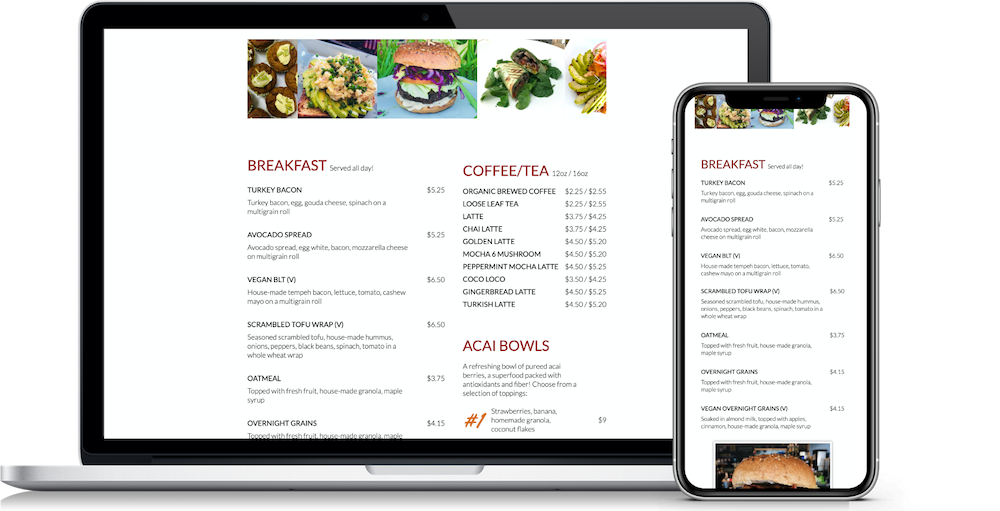 BREAKFAST Served all day!
TURKEY BACON $5.25
Turkey bacon, egg, gouda cheese, spinach on a
multigrain roll
AVOCADO SPREAD $5.25
Avocado spread, egg white, bacon, mozzarella cheese
on multigrain roll
VEGAN BLT (V) $6.50
House-made tempeh bacon, lettuce, tomato, cashew
mayo on a multigrain roll
SCRAMBLED TOFU WRAP (V) $6.50
Seasoned scrambled tofu, house-made hummus,
onions, peppers, black beans, spinach, tomato in a
whole wheat wrap
OATMEAL $3.75
Topped with fresh fruit, house-made granola, maple
syrup
OVERNIGHT GRAINS $4.15
Topped with fresh fruit, house-made granola, maple
COFFEE/TEA 12oz / 16oz
ORGANIC BREWED COFFEE $2.25 / $2.55
LOOSE LEAF TEA $2.25 / $2.55
LATTE $3.75 / $4.25
CHAI LATTE $3.75 / $4.25
GOLDEN LATTE $4.50 / $5.20
MOCHA 6 MUSHROOM $4.50 / $5.20
PEPPERMINT MOCHA LATTE $4.50 / $5.25
COCO LOCO $3.50 / $4.25
GINGERBREAD LATTE $4.50 / $5.25
TURKISH LATTE $4.50 / $5.20
ACAI BOWLS
A refreshing bowl of pureed acai
berries, a superfood packed with
antioxidants and fiber! Choose from a
selection of toppings:
#1 Strawberries, banana,
homemade granola, $9
coconut flakes
BREAKFAST Served all day!
TURKEY BACON $5.25
Turkey bacon, egg, gouda cheese, spinach on a
multigrain roll
AVOCADO SPREAD $5.25
Avocado spread, egg white, bacon, mozzarella
cheese on multigrain roll
VEGAN BLT (V) $6.50
House-made tempeh bacon, lettuce, tomato,
cashew mayo on a multigrain roll
SCRAMBLED TOFU WRAP (V) $6.50
Seasoned scrambled tofu, house-made hummus,
onions, peppers, black beans, spinach, tomato in a
whole wheat wrap
OATMEAL $3.75
Topped with fresh fruit, house-made granola,
maple syrup
OVERNIGHT GRAINS $4.15
Topped with fresh fruit, house-made granola,
maple syrup
VEGAN OVERNIGHT GRAINS (V) $4.15
Soaked in almond milk, topped with apples,
cinnamon, house-made granola, maple syrup